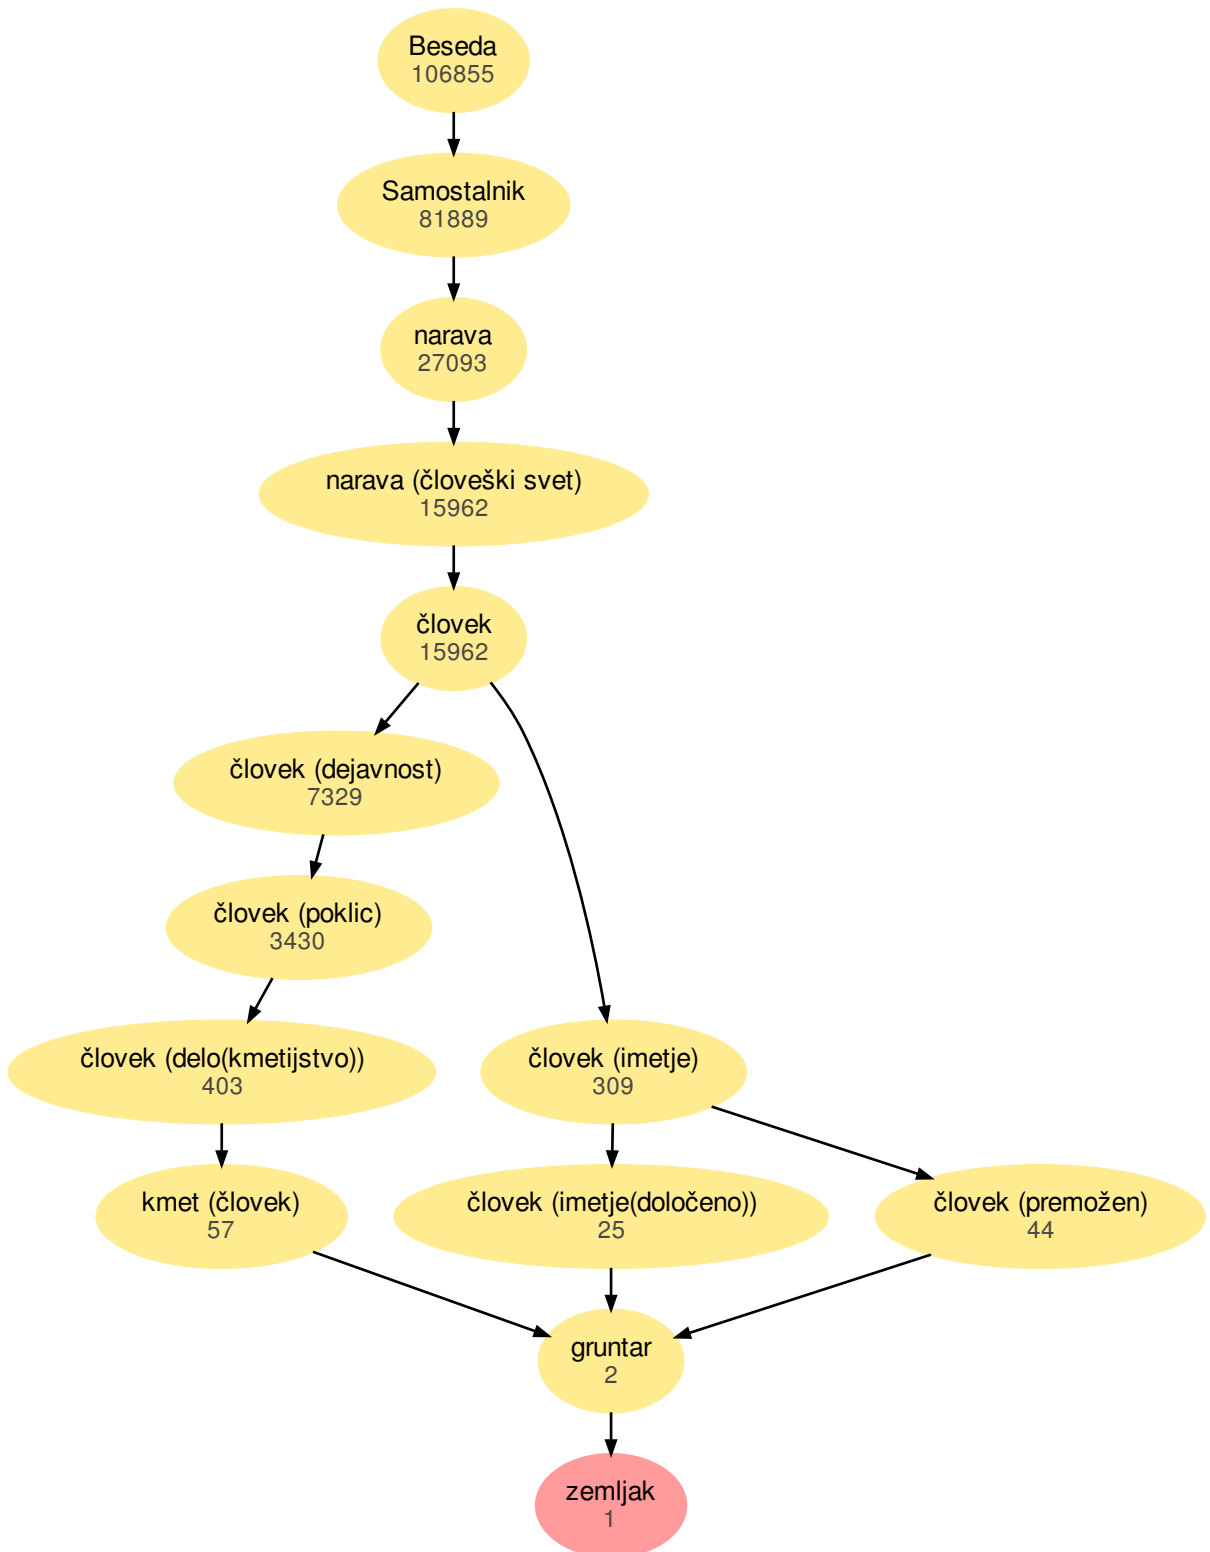 Beseda
106855
Samostalnik
81889
narava
27093
narava (človeški svet)
15962
človek
15962
človek (dejavnost)
7329
človek (poklic)
3430
človek (delo(kmetijstvo))
403
človek (imetje)
309
kmet (človek)
57
človek (imetje(določeno))
25
človek (premožen)
44
gruntar
2
zemljak
1